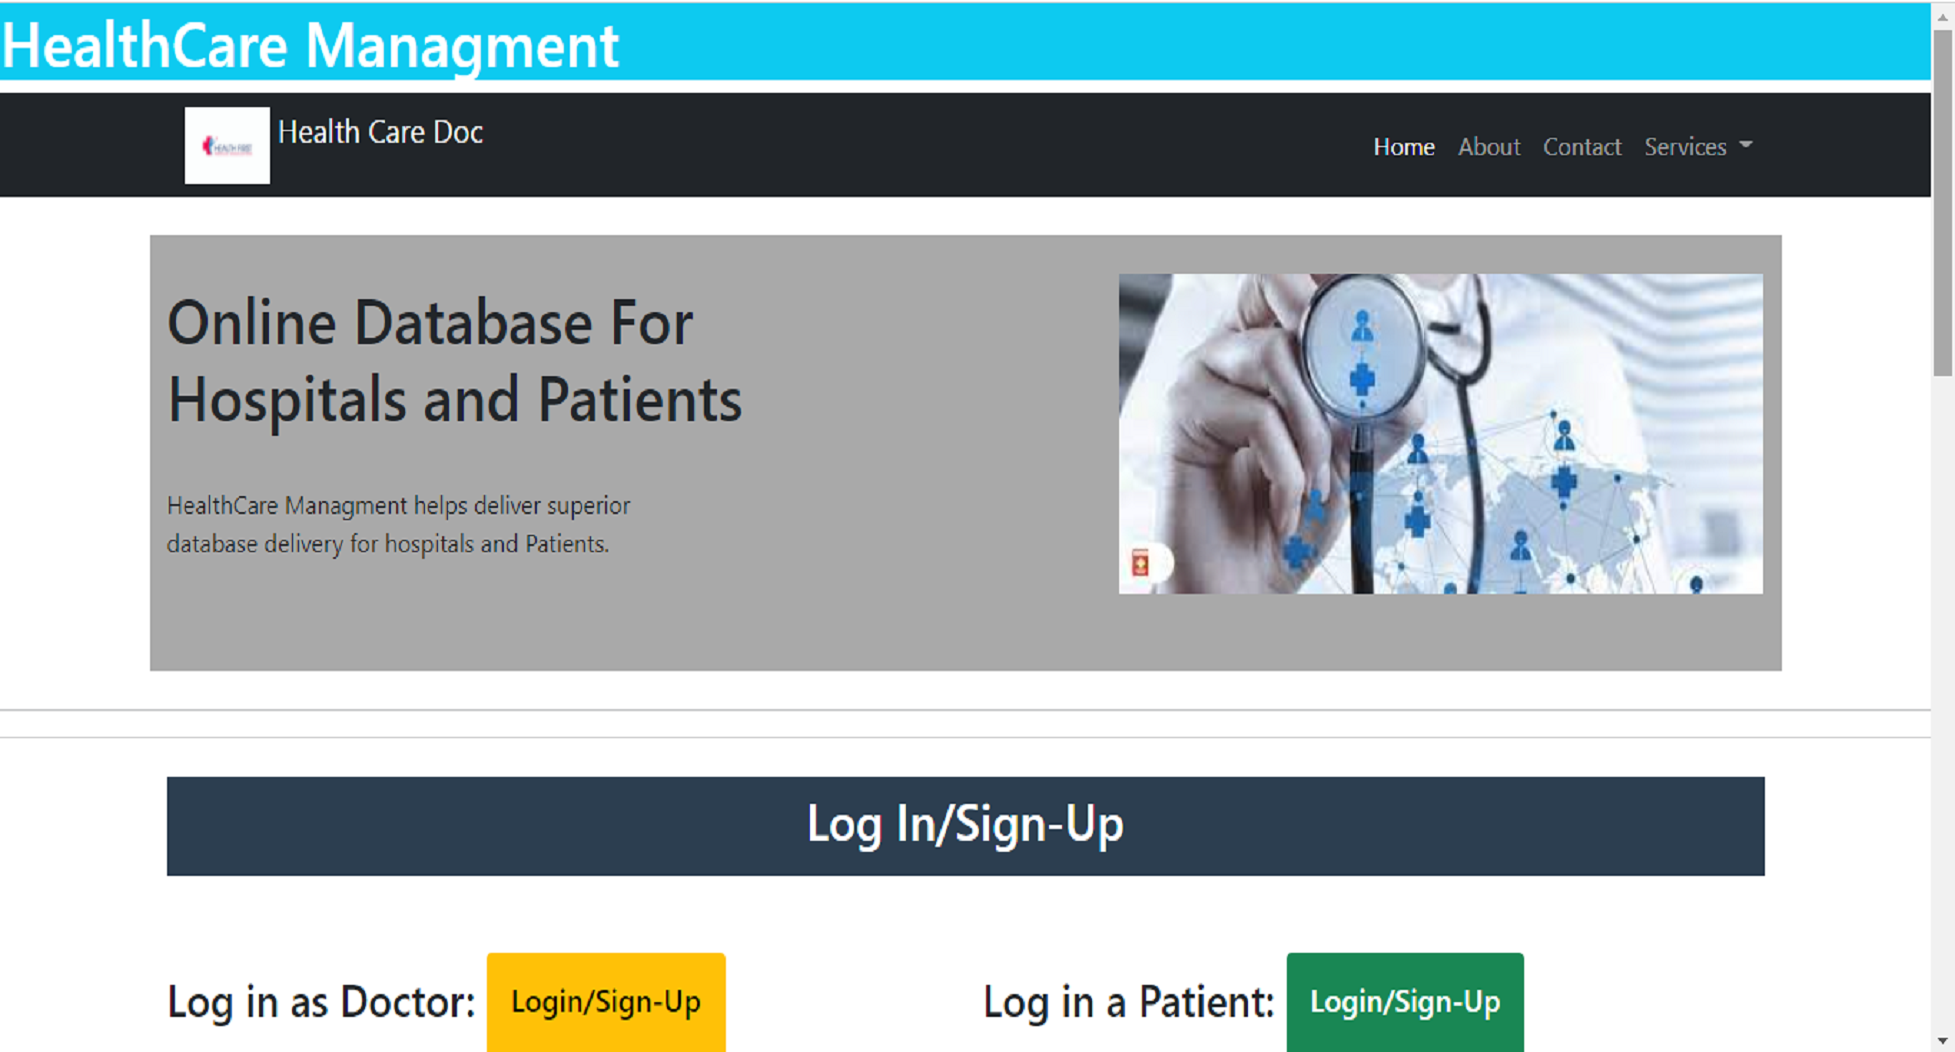 HealthCare Managment
Health Care Doc
Home About Contact Services
Online Database For
Hospitals and Patients
HealthCare Managment helps deliver superior
database delivery for hospitals and Patients.
Log In/Sign-Up
Log in as Doctor: Login/Sign-Up
Log in a Patient: Login/Sign-Up